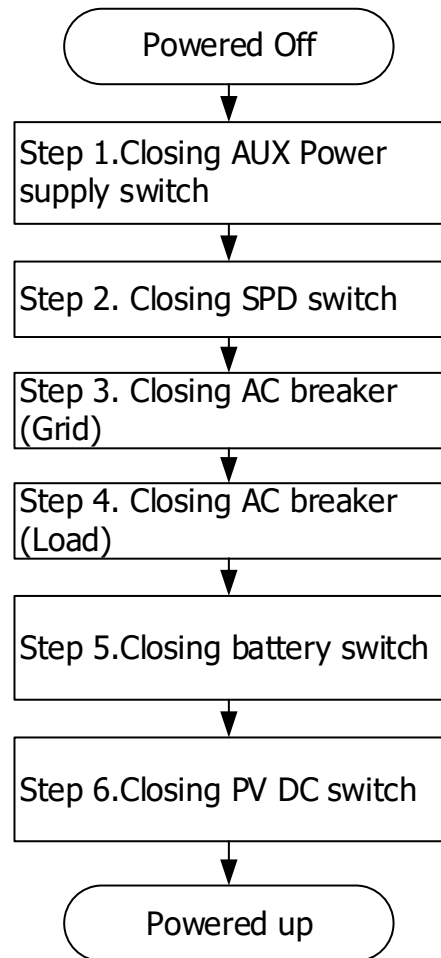 Powered Off
Step 1.Closing AUX Power
supply switch
Step 2. Closing SPD switch
Step 3. Closing AC breaker
(Grid)
Step 4. Closing AC breaker
(Load)
Step 5.Closing battery switch
Step 6.Closing PV DC switch
Powered up